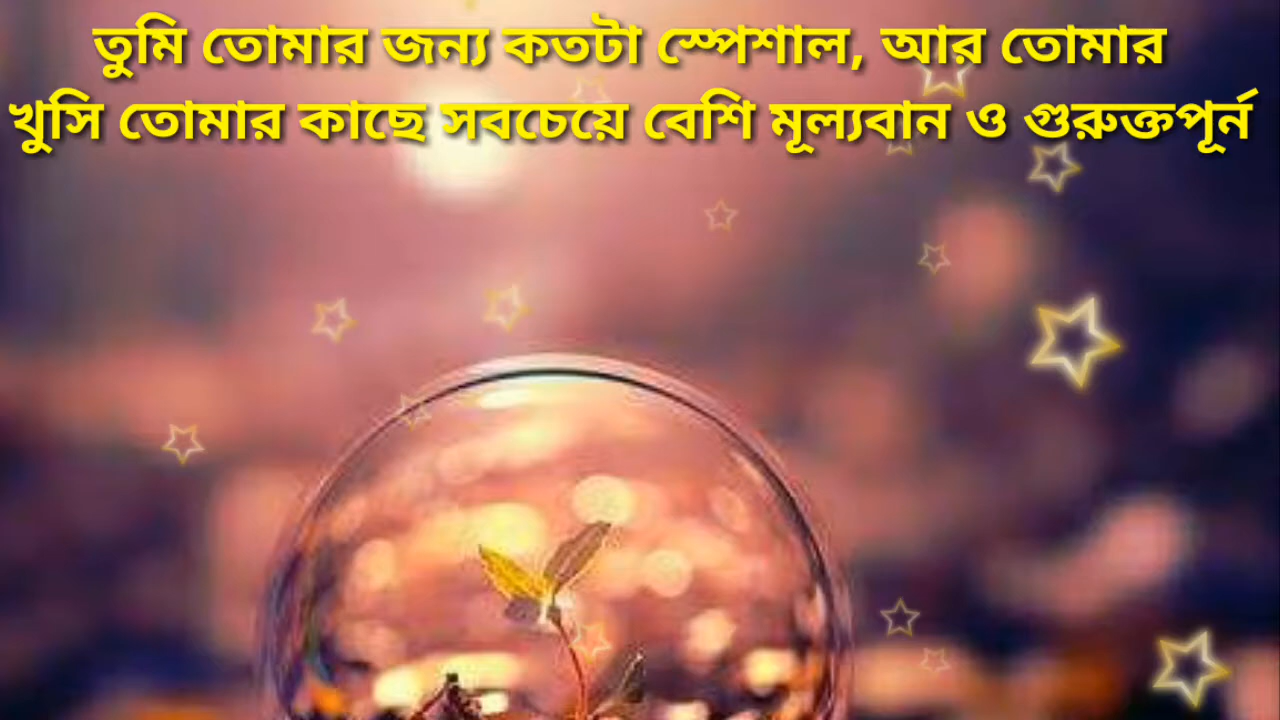 তুমি তোমার জন্য কতটা স্পেশাল, আর তোমার
খুসি তোমার কাছে সবচেয়ে বেশি মূল্যবান ও গুরুক্তপূর্ন